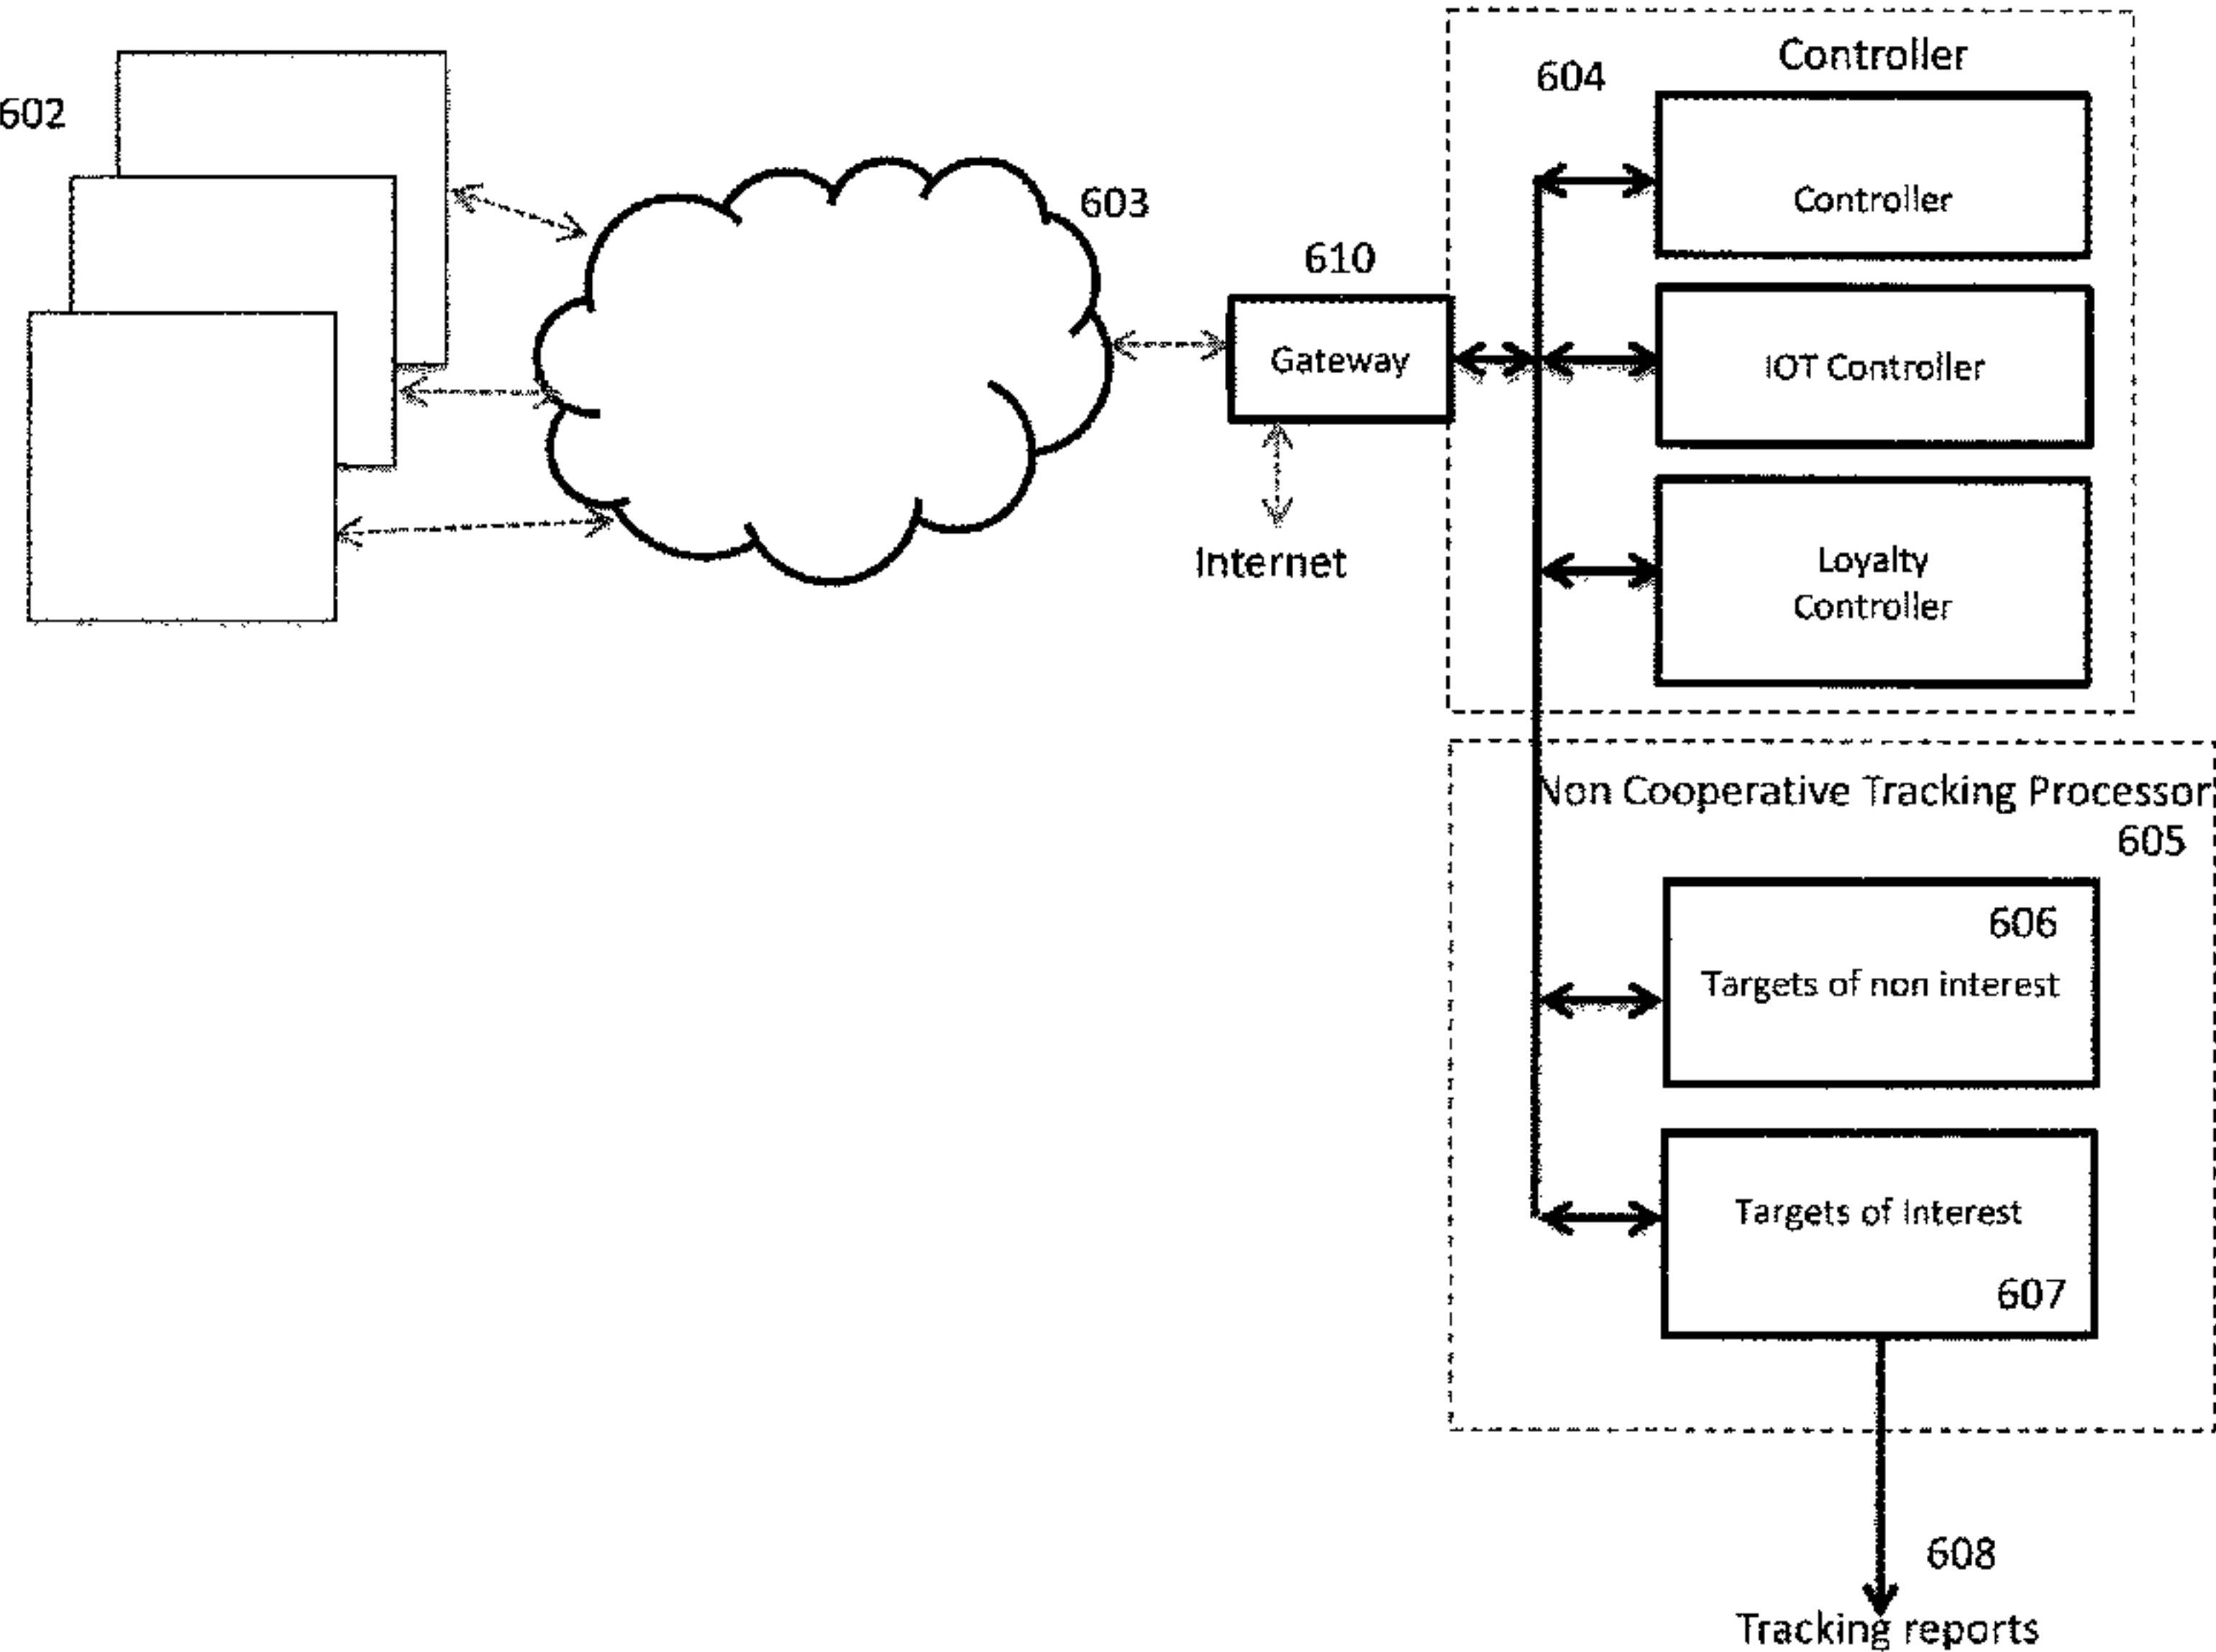 602
603
610
Gateway
Internet
604
Controller
Controller
IOT Controller
Loyalty
Controller
Non Cooperative Tracking Processor
605
606
Targets of non interest
Targets of Interest
607
608
Tracking reports